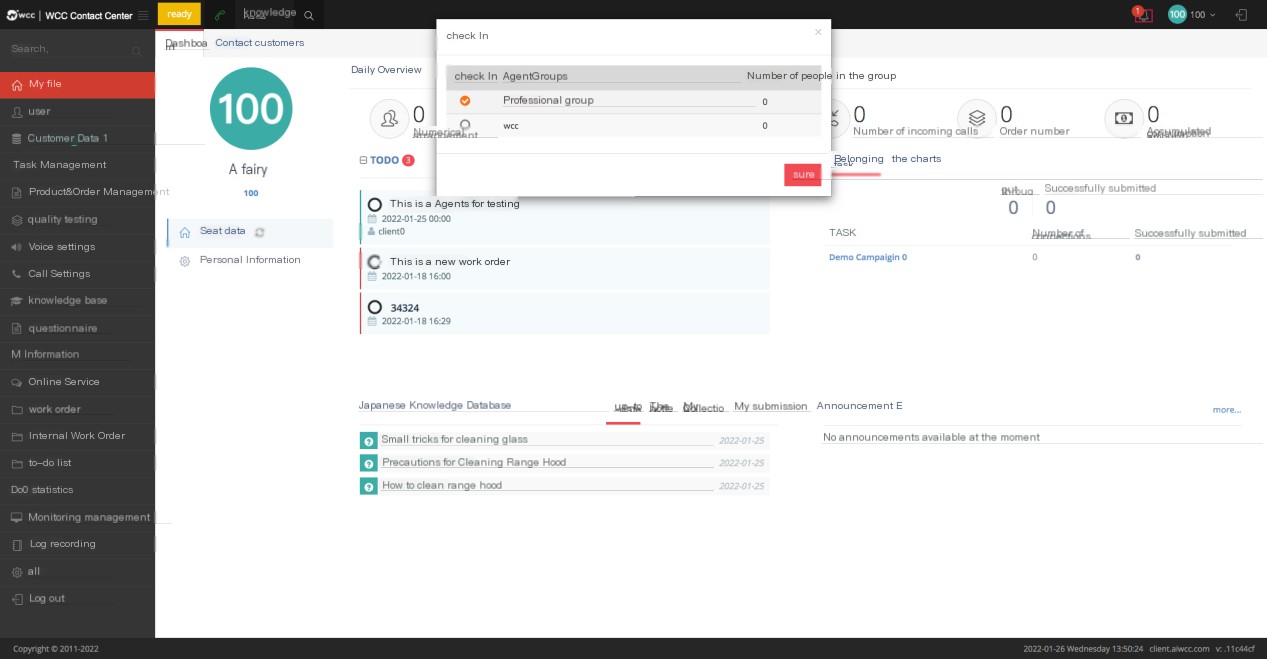 wcc | WCC Contact Center
ready
knowledge
1
100
100
Search,
My file
user
Customer Data 1
Task Management
Product&Order Management
quality testing
Voice settings
Call Settings
knowledge base
questionnaire
M Information
Online Service
work order
Internal Work Order
to-do list
Do0 statistics
Monitoring management
Log recording
all
Log out
Contact customers
100
A fairy
100
Seat data
Personal Information
check In
×
check In AgentGroups Number of people in the group
Professional group 0
wcc 0
sure
Daily Overview
0
Numerical
0
Number of incoming calls
0
Order number
0
TODO 3
This is a Agents for testing
2022-01-25 00:00
client0
This is a new work order
2022-01-18 16:00
34324
2022-01-18 16:29
Belonging the charts
Successfully submitted
0 0
TASK Number of Successfully submitted
Demo Campaigin 0 0 0
Japanese Knowledge Database
My submission
Small tricks for cleaning glass 2022-01-25
Precautions for Cleaning Range Hood 2022-01-25
How to clean range hood 2022-01-25
Announcement E
more...
No announcements available at the moment
Copyright © 2011-2022
2022-01-26 Wednesday 13:50:24 client.aiwcc.com v: .11c44cf